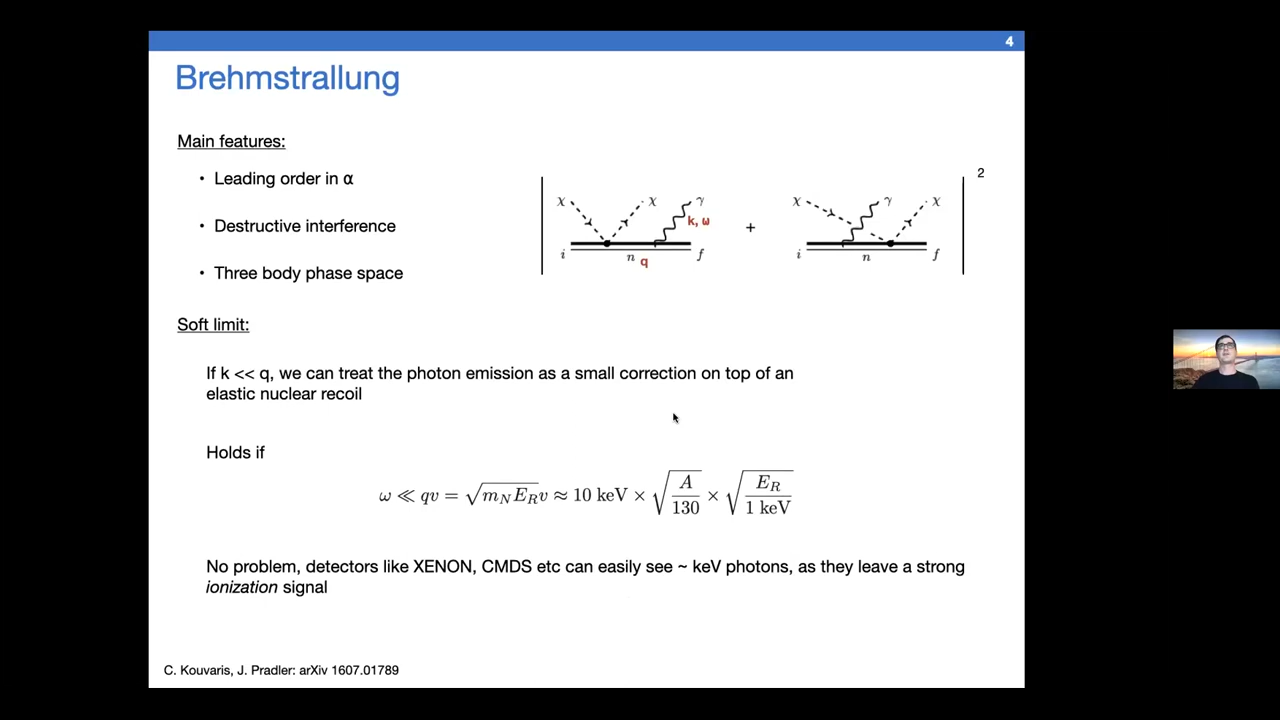 4
Brehmstrallung
Main features:
• Leading order in α
• Destructive interference
• Three body phase space
2
χ χ γ + χ γ χ
k, ω
i n q f i n f
Soft limit:
If k << q, we can treat the photon emission as a small correction on top of an
elastic nuclear recoil
Holds if
ω ≪ qv = √(m_N E_R) v ≈ 10 keV × √(A/130) × √(E_R/1 keV)
No problem, detectors like XENON, CMDS etc can easily see ~ keV photons, as they leave a strong
ionization signal
C. Kouvaris, J. Pradler: arXiv 1607.01789